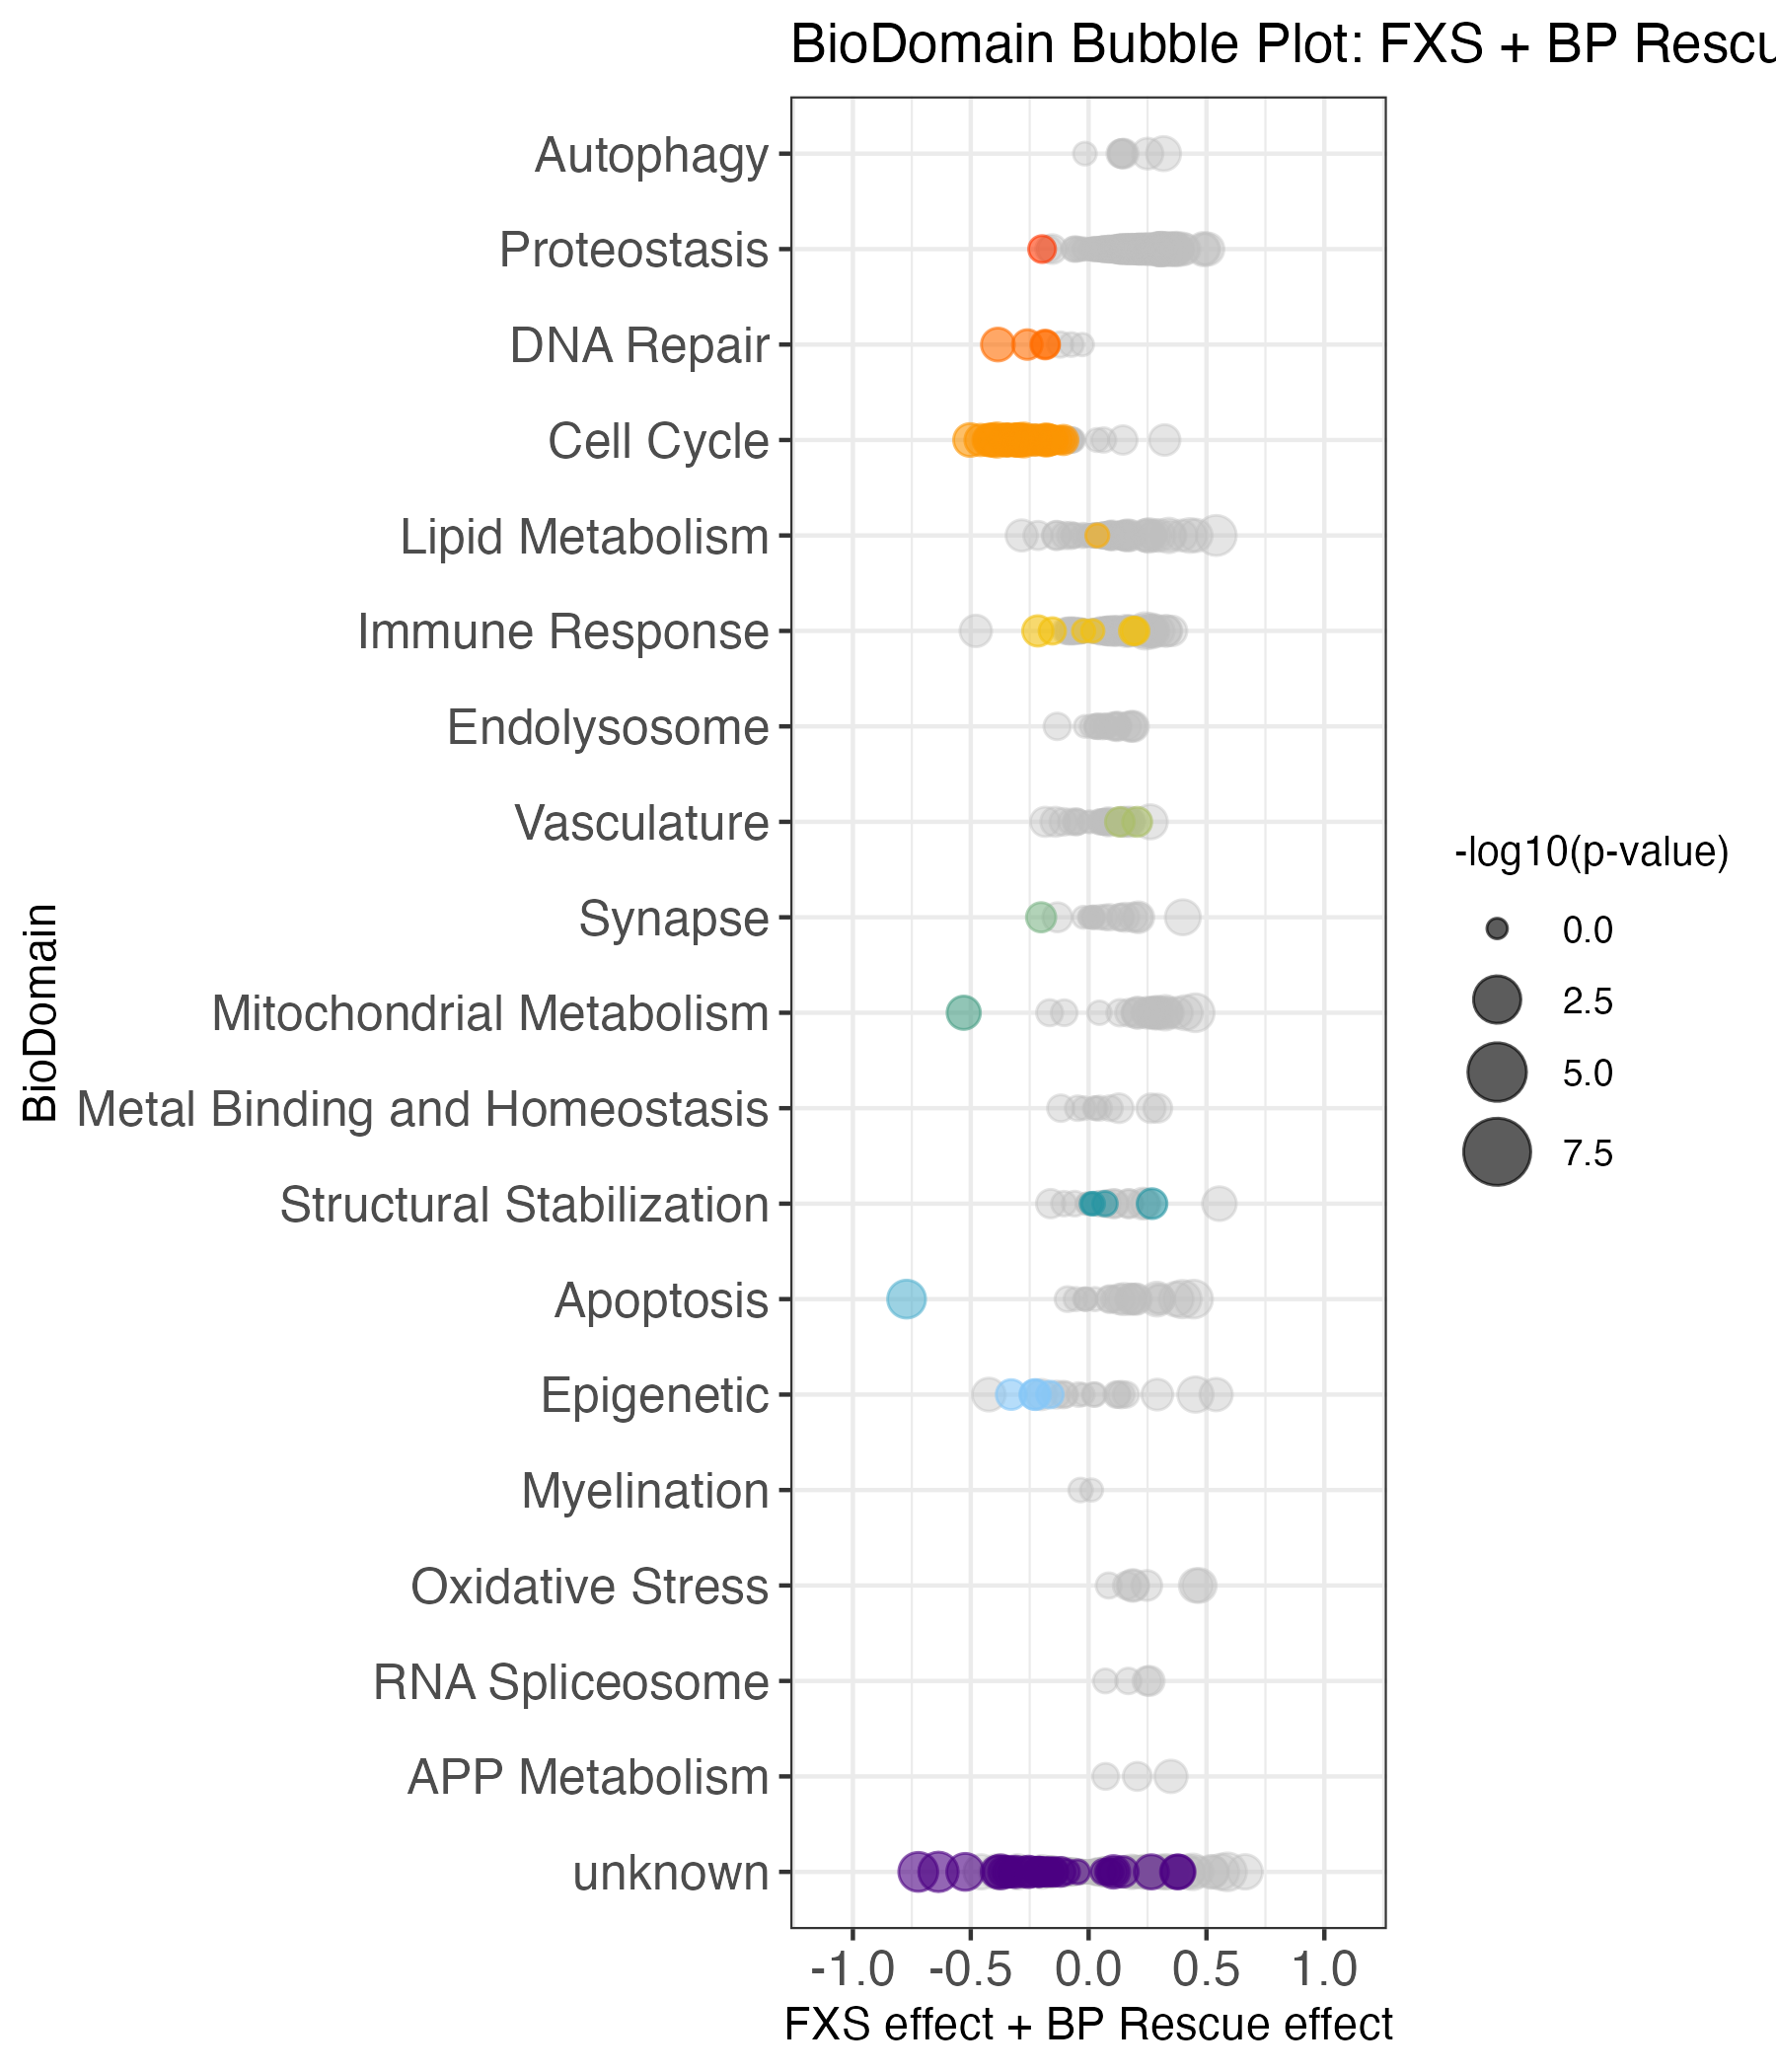 BioDomain Bubble Plot: FXS + BP Rescu
Autophagy
Proteostasis
DNA Repair
Cell Cycle
Lipid Metabolism
Immune Response
Endolysosome
Vasculature
Synapse
Mitochondrial Metabolism
Metal Binding and Homeostasis
Structural Stabilization
Apoptosis
Epigenetic
Myelination
Oxidative Stress
RNA Spliceosome
APP Metabolism
unknown
BioDomain
-1.0 -0.5 0.0 0.5 1.0
FXS effect + BP Rescue effect
-log10(p-value)
0.0
2.5
5.0
7.5